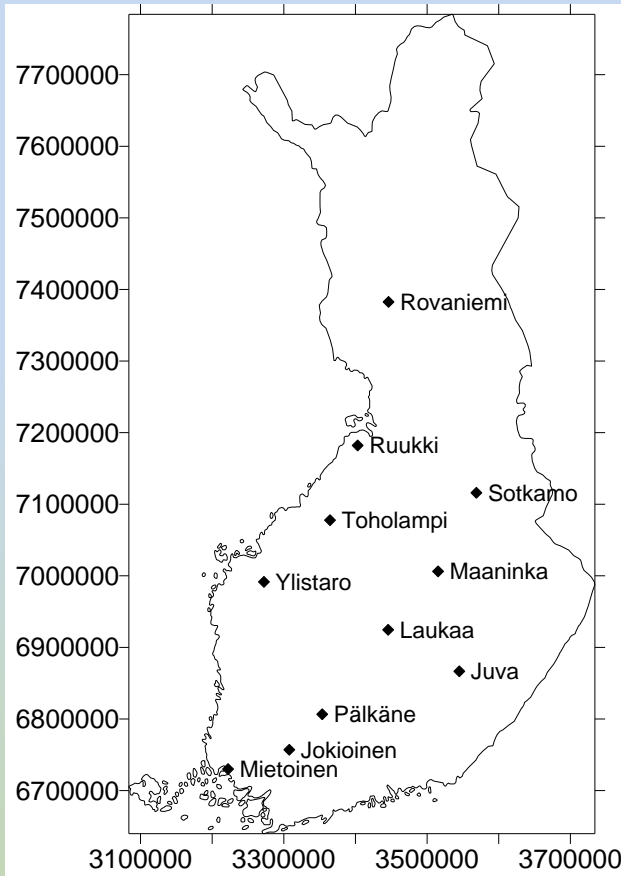 7700000
7600000
7500000
7400000
Rovaniemi
7300000
7200000
Ruukki
7100000
Sotkamo
Toholampi
7000000
Maaninka
Ylistaro
6900000
Laukaa
Juva
6800000
Pälkäne
Jokioinen
Mietoinen
6700000
3100000 3300000 3500000 3700000